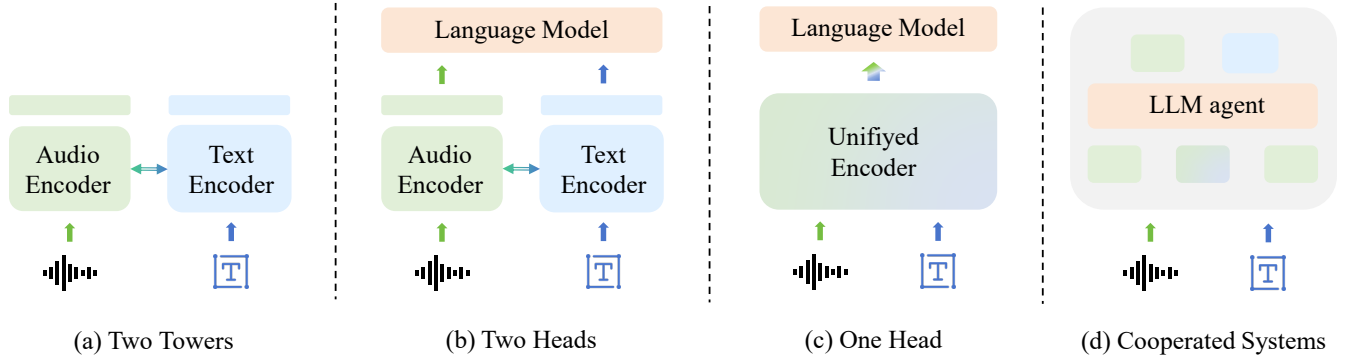 Language Model
Language Model
LLM agent
Audio
Encoder
Text
Encoder
Audio
Encoder
Text
Encoder
Unifiyed
Encoder
T
T
T
T
(a) Two Towers
(b) Two Heads
(c) One Head
(d) Cooperated Systems